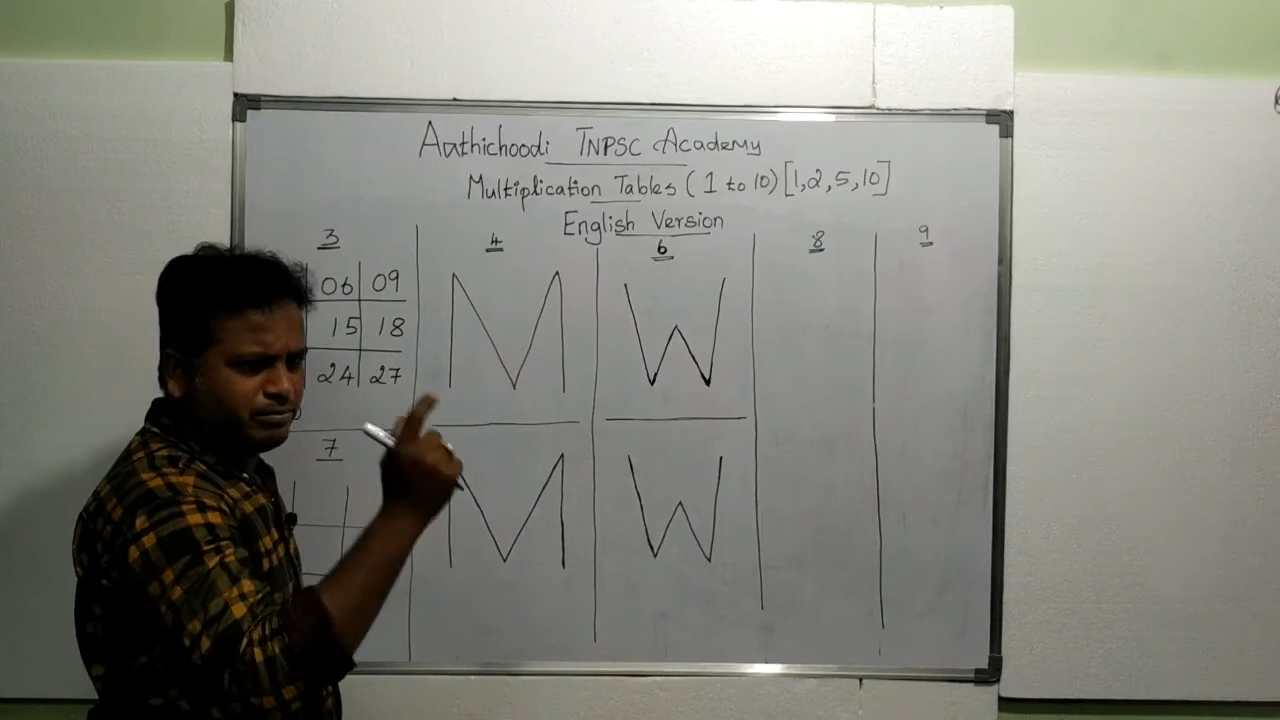 Aathichoodi TNPSC Academy
Multiplication Tables (1 to 10) [1,2,5,10]
English Version
3
06 09
15 18
24 27
7
4
M
M
6
W
W
8
9